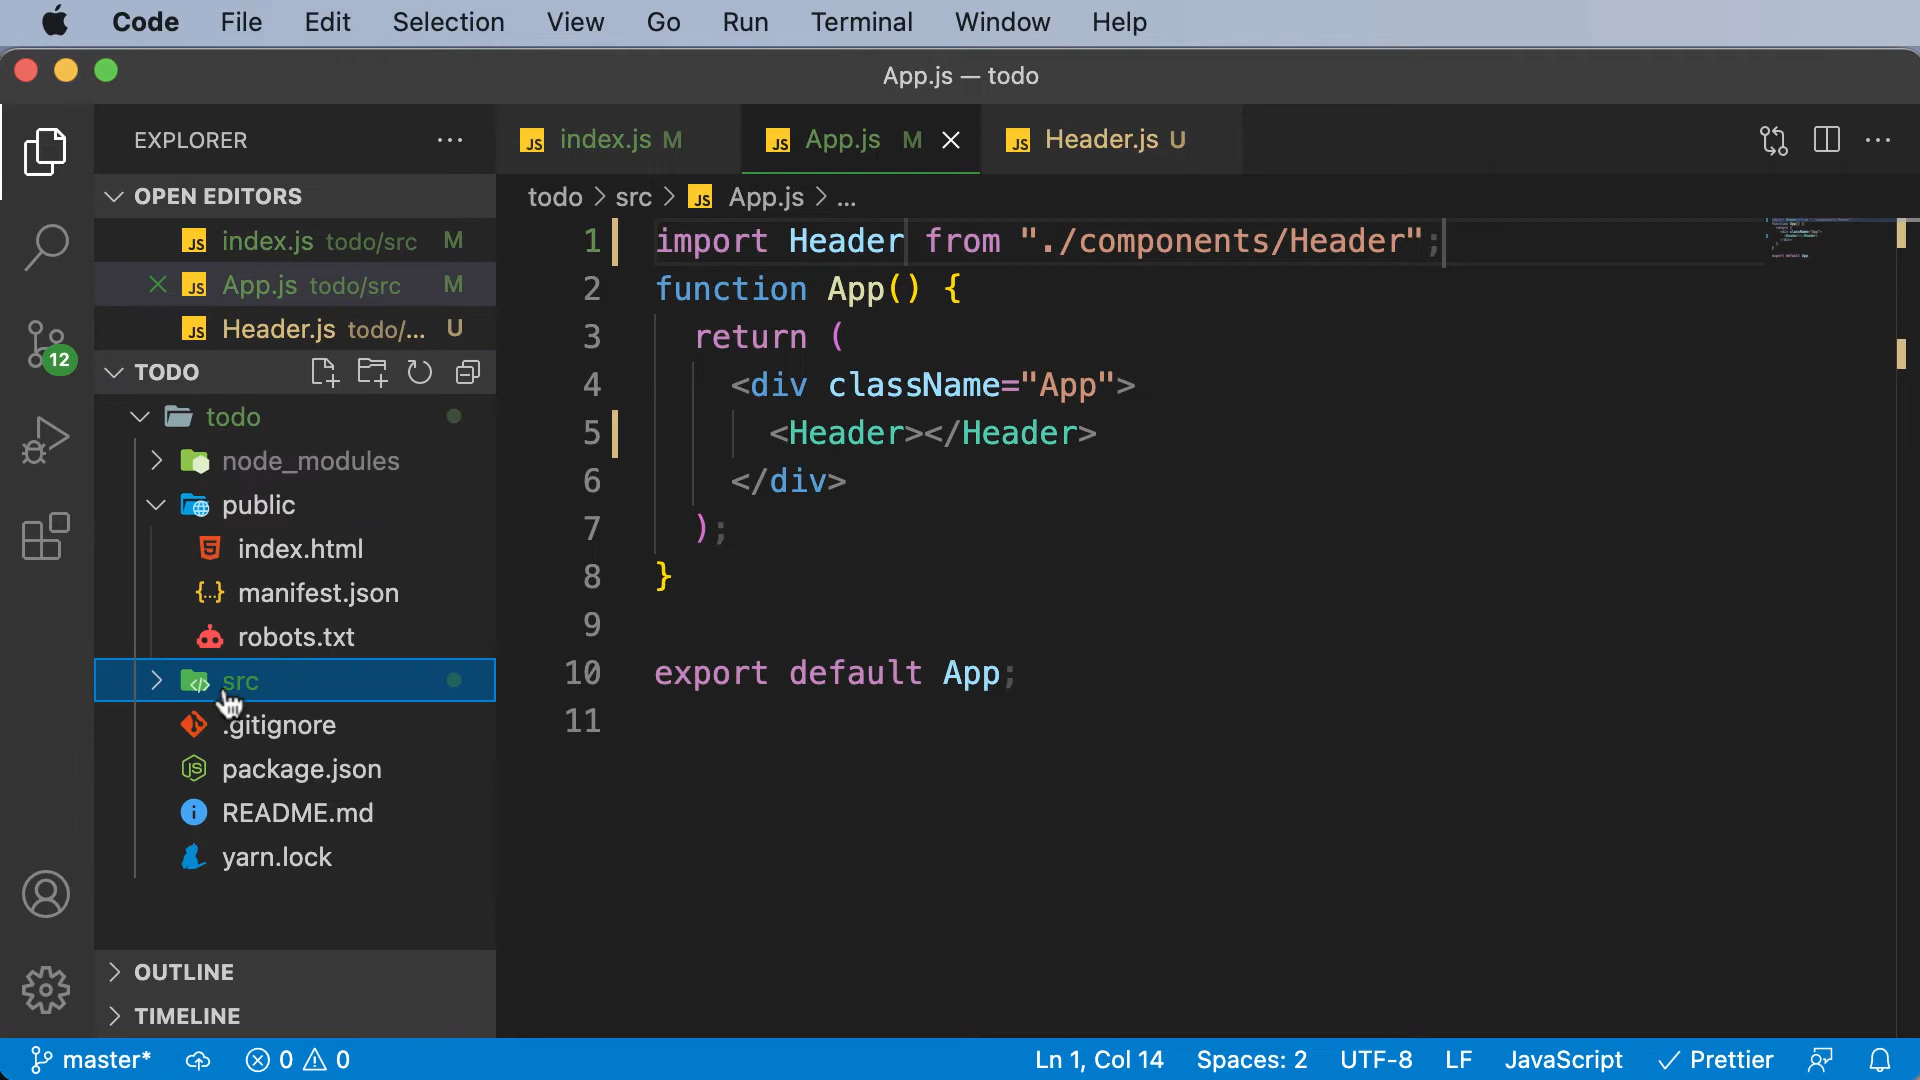 Code File Edit Selection View Go Run Terminal Window Help
App.js — todo
EXPLORER
OPEN EDITORS
index.js todo/src M
App.js todo/src M
Header.js todo/... U
TODO
todo
node_modules
public
index.html
manifest.json
robots.txt
src
.gitignore
package.json
README.md
yarn.lock
OUTLINE
TIMELINE
12
JS index.js M
JS App.js M
JS Header.js U
todo > src > JS App.js > ...
1 import Header from "./components/Header";
2 function App() {
3 return (
4 <div className="App">
5 <Header></Header>
6 </div>
7 );
8 }
9
10 export default App;
11
master* 0 0 Ln 1, Col 14 Spaces: 2 UTF-8 LF JavaScript Prettier